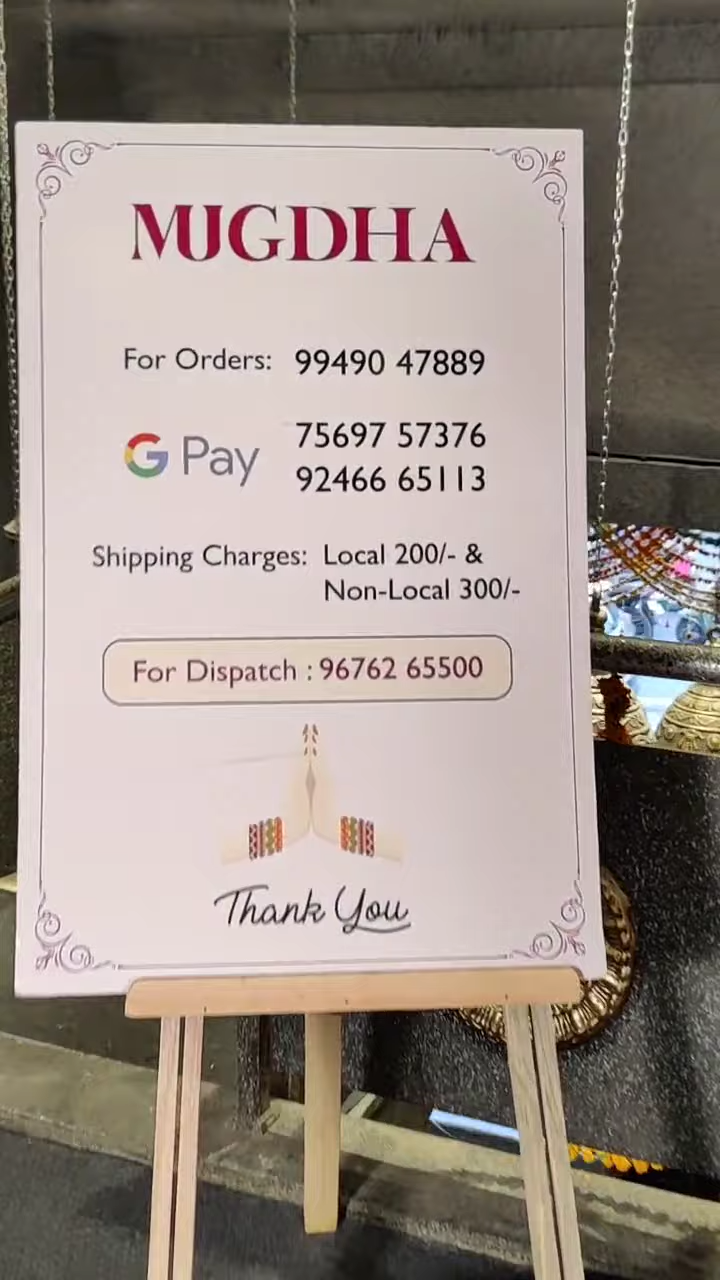 MUGDHA
For Orders: 99490 47889
G Pay 75697 57376
92466 65113
Shipping Charges: Local 200/- &
Non-Local 300/-
For Dispatch : 96762 65500
Thank You